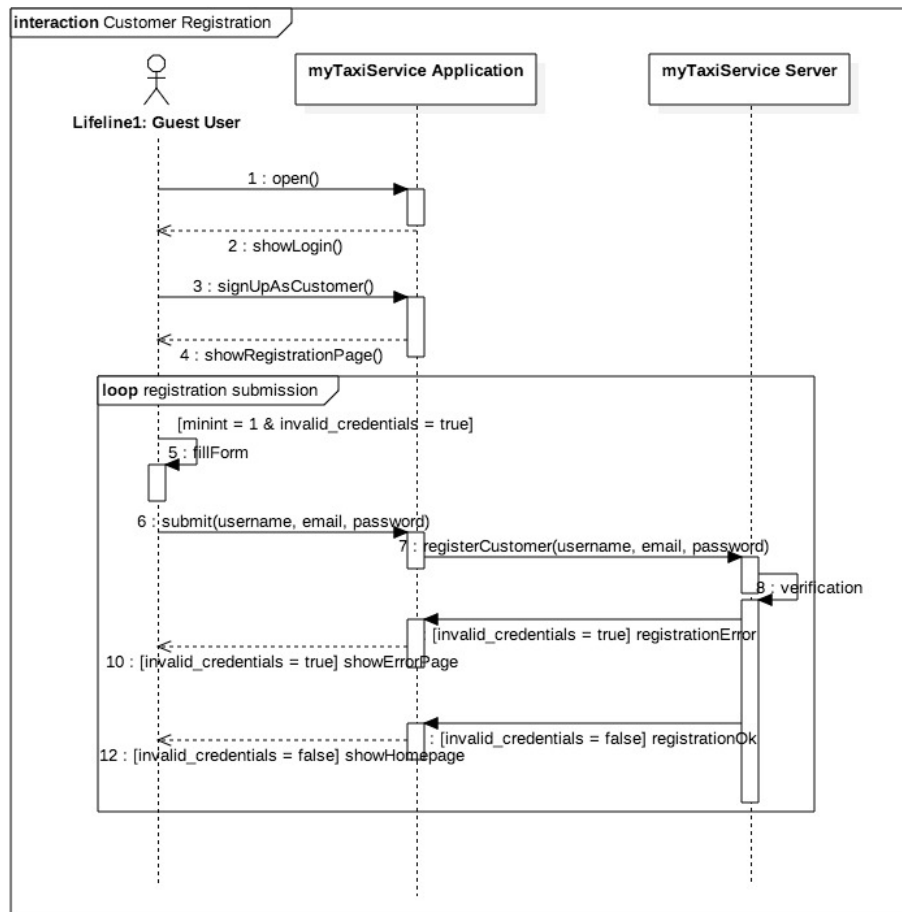 interaction Customer Registration
myTaxiService Application
myTaxiService Server
Lifeline1: Guest User
1 : open()
2 : showLogin()
3 : signUpAsCustomer()
4 : showRegistrationPage()
loop registration submission
[minint = 1 & invalid_credentials = true]
5 : fillForm
6 : submit(username, email, password)
7 : registerCustomer(username, email, password)
8 : verification
: [invalid_credentials = true] registrationError
10 : [invalid_credentials = true] showErrorPage
: [invalid_credentials = false] registrationOk
12 : [invalid_credentials = false] showHomepage